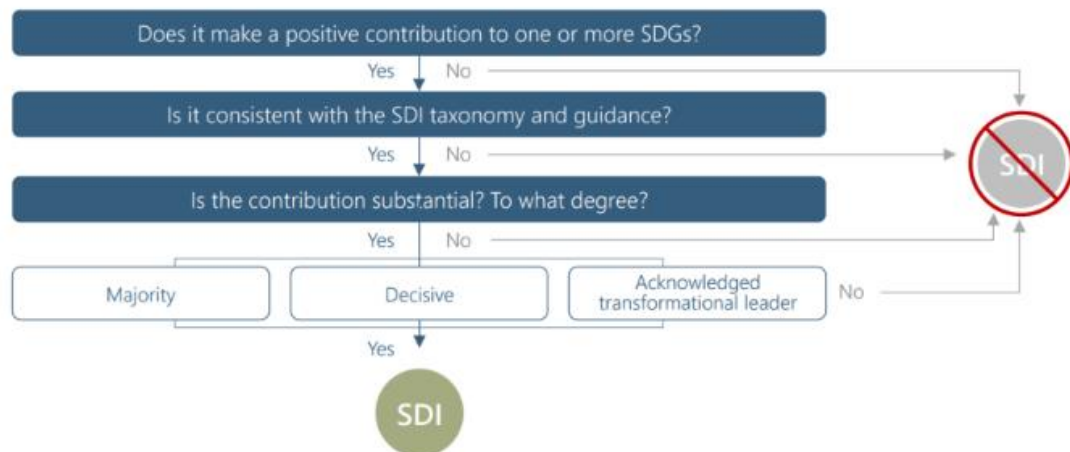 Does it make a positive contribution to one or more SDGs?
Yes No
Is it consistent with the SDI taxonomy and guidance?
Yes No
SDI
Is the contribution substantial? To what degree?
Yes No
Majority
Decisive
Acknowledged
transformational leader
No
Yes
SDI